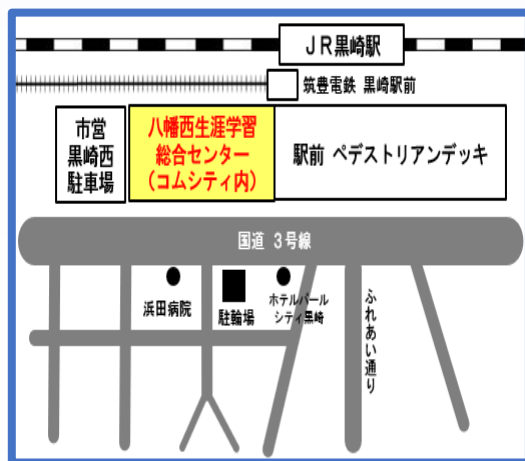 JR黒崎駅
筑豊電鉄 黒崎駅前
市営
黒崎西
駐車場
八幡西生涯学習
総合センター
(コムシティ内)
駅前 ペデストリアンデッキ
国道 3号線
浜田病院
駐輪場
ホテルパール
シティ黒崎
ふれあい通り